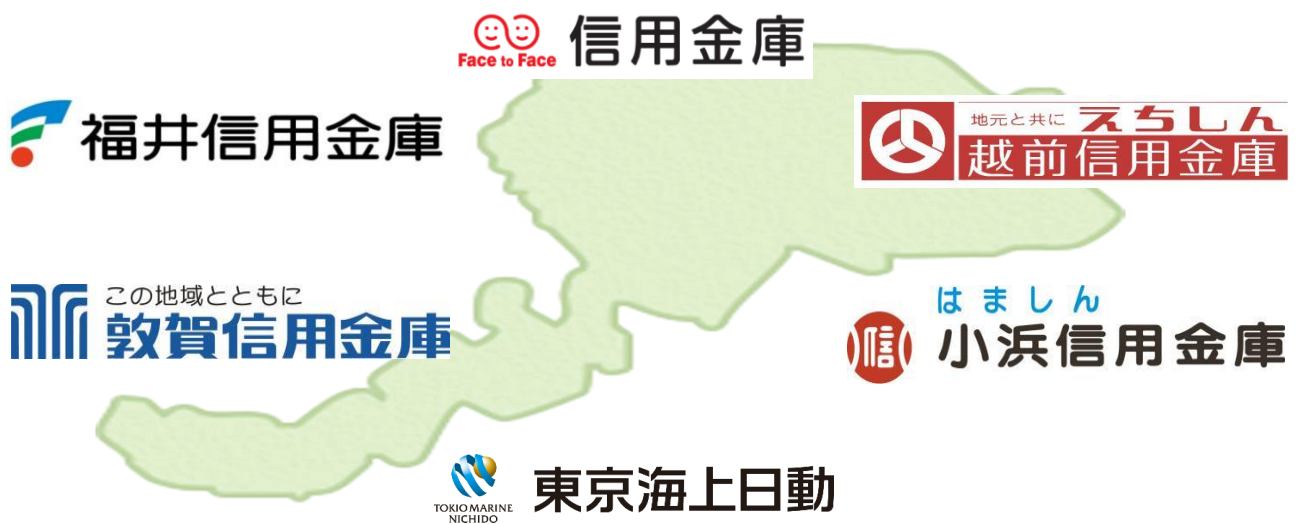 Face to Face 信用金庫
福井信用金庫
地元と共に えちしん
越前信用金庫
この地域とともに
敦賀信用金庫
はましん
信 小浜信用金庫
TOKIO MARINE
NICHIDO
東京海上日動